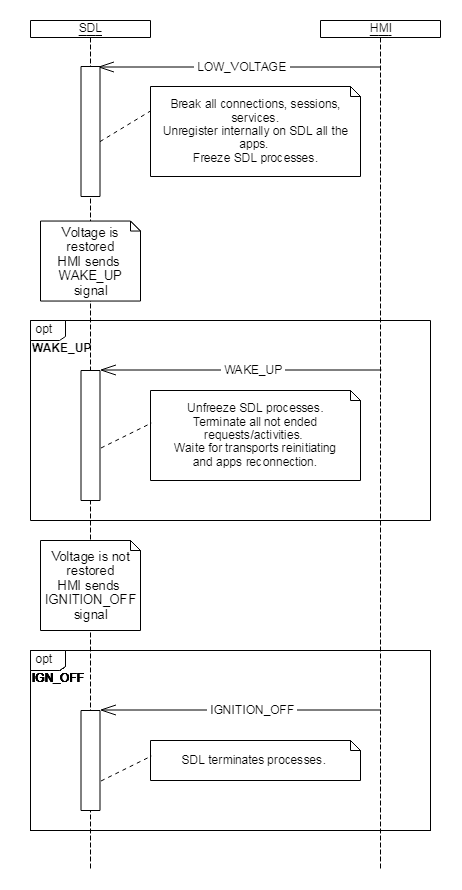 SDL
HMI
LOW_VOLTAGE
Break all connections, sessions,
services.
Unregister internally on SDL all the
apps.
Freeze SDL processes.
Voltage is
restored
HMI sends
WAKE_UP
signal
opt
WAKE_UP
WAKE_UP
Unfreeze SDL processes.
Terminate all not ended
requests/activities.
Waite for transports reinitiating
and apps reconnection.
Voltage is not
restored
HMI sends
IGNITION_OFF
signal
opt
IGN_OFF
IGNITION_OFF
SDL terminates processes.